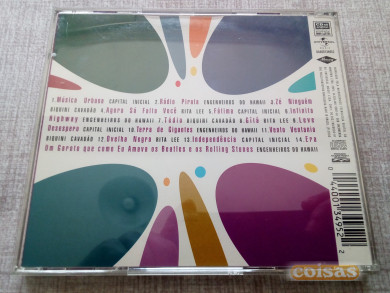 1.Música Urbana CAPITAL INICIAL 2.Rádio Pirata ENGENHEIROS DO HAWAII 3.Zé Ninguém
BIQUINI CAVADÃO 4.Agora Só Falta Você RITA LEE 5.Fátima CAPITAL INICIAL 6.Infinita
Highway ENGENHEIROS DO HAWAII 7.Tédio BIQUINI CAVADÃO 8.Gitã RITA LEE 9.Leve
Desespero CAPITAL INICIAL 10.Terra de Gigantes ENGENHEIROS DO HAWAII 11.Vento Ventania
BIQUINI CAVADÃO 12.Ovelha Negra RITA LEE 13.Independência CAPITAL INICIAL 14.Era
Um Garoto que como Eu Amava os Beatles e os Rolling Stones ENGENHEIROS DO HAWAII
044001349522
coisas